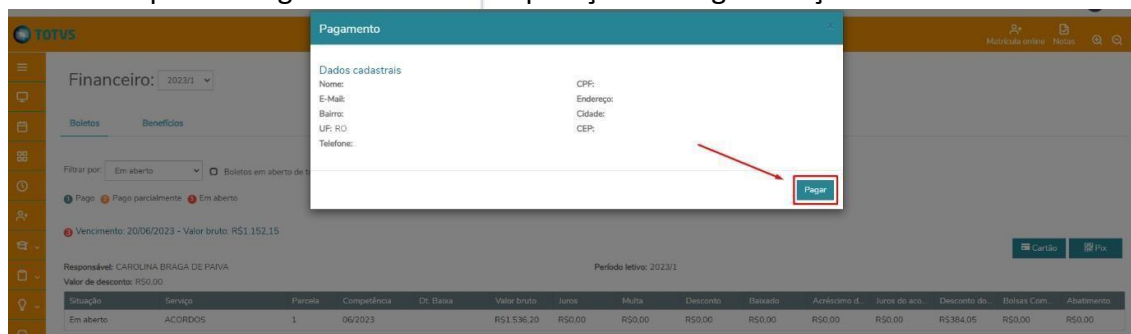 TOTVS
Matrícula online Notas
Pagamento
Dados cadastrais
Nome: CPF:
E-Mail: Endereço:
Bairro: Cidade:
UF: RO CEP:
Telefone:
Pagar
Financeiro: 2023/1
Boletos Benefícios
Filtrar por: Em aberto Boletos em aberto de
Pago Pago parcialmente Em aberto
3 Vencimento: 20/06/2023 - Valor bruto: R$1.152,15
Cartão Pix
Responsável: CAROLINA BRAGA DE PAIVA Período letivo: 2023/1
Valor de desconto: R$0,00
Situação Serviço Parcela Competência Dt. Baixa Valor bruto Juros Multa Desconto Baixado Acréscimo d... Juros do aco... Desconto do... Bolsas Com... Abatimento
Em aberto ACORDOS 1 06/2023 R$1.536,20 R$0,00 R$0,00 R$0,00 R$0,00 R$0,00 R$0,00 R$384,05 R$0,00 R$0,00